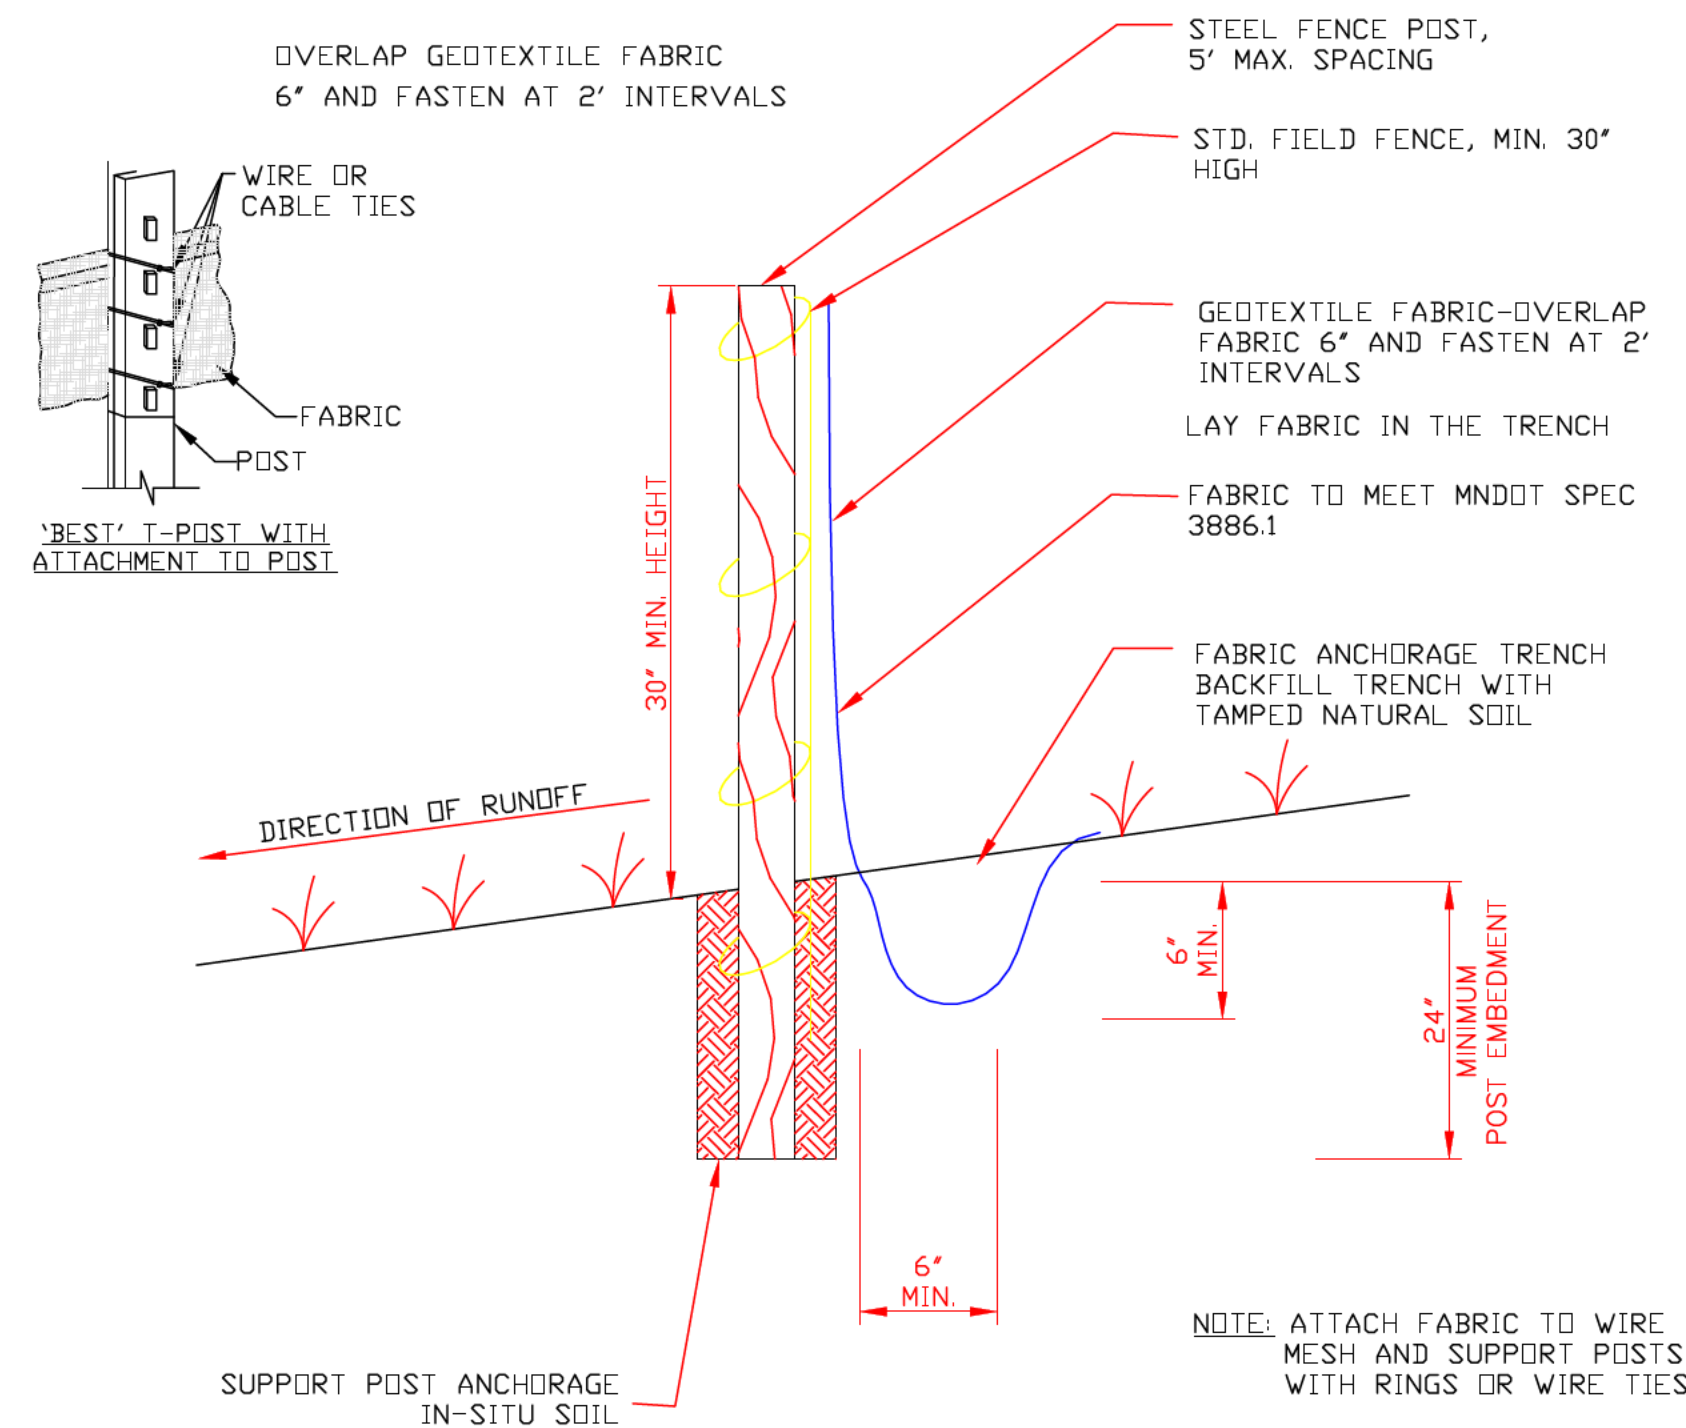 OVERLAP GEOTEXTILE FABRIC
6" AND FASTEN AT 2' INTERVALS
WIRE OR
CABLE TIES
FABRIC
POST
'BEST' T-POST WITH
ATTACHMENT TO POST
STEEL FENCE POST,
5' MAX. SPACING
STD. FIELD FENCE, MIN. 30"
HIGH
GEOTEXTILE FABRIC-OVERLAP
FABRIC 6" AND FASTEN AT 2'
INTERVALS
LAY FABRIC IN THE TRENCH
FABRIC TO MEET MNDOT SPEC
3886.1
FABRIC ANCHORAGE TRENCH
BACKFILL TRENCH WITH
TAMPED NATURAL SOIL
30" MIN. HEIGHT
DIRECTION OF RUNOFF
6"
MIN.
24"
MINIMUM
POST EMBEDMENT
6"
MIN.
SUPPORT POST ANCHORAGE
IN-SITU SOIL
NOTE: ATTACH FABRIC TO WIRE
MESH AND SUPPORT POSTS
WITH RINGS OR WIRE TIES